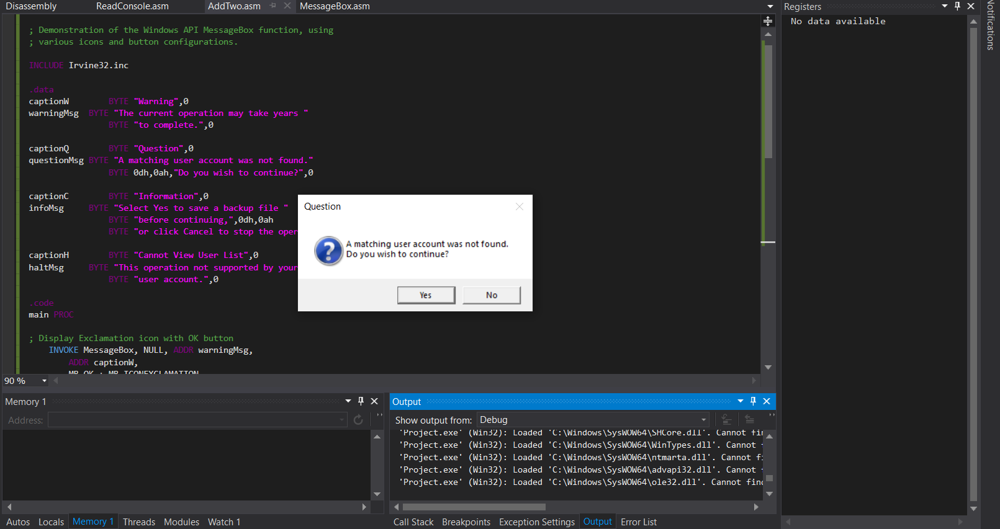 Disassembly ReadConsole.asm AddTwo.asm MessageBox.asm
; Demonstration of the Windows API MessageBox function, using
; various icons and button configurations.
INCLUDE Irvine32.inc
.data
captionW BYTE "Warning",0
warningMsg BYTE "The current operation may take years "
BYTE "to complete.",0
captionQ BYTE "Question",0
questionMsg BYTE "A matching user account was not found."
BYTE 0dh,0ah,"Do you wish to continue?",0
captionC BYTE "Information",0
infoMsg BYTE "Select Yes to save a backup file "
BYTE "before continuing,",0dh,0ah
BYTE "or click Cancel to stop the oper
captionH BYTE "Cannot View User List",0
haltMsg BYTE "This operation not supported by your
BYTE "user account.",0
.code
main PROC
; Display Exclamation icon with OK button
INVOKE MessageBox, NULL, ADDR warningMsg,
ADDR captionW,
MB_OK + MB_ICONEXCLAMATION
90 %
Question
A matching user account was not found.
Do you wish to continue?
Yes No
Registers
No data available
Notifications
Memory 1
Address:
Autos Locals Memory 1 Threads Modules Watch 1
Output
Show output from: Debug
'Project.exe' (Win32): Loaded 'C:\Windows\SysWOW64\SHCore.dll'. Cannot fin
'Project.exe' (Win32): Loaded 'C:\Windows\SysWOW64\WinTypes.dll'. Cannot
'Project.exe' (Win32): Loaded 'C:\Windows\SysWOW64\ntmarta.dll'. Cannot fi
'Project.exe' (Win32): Loaded 'C:\Windows\SysWOW64\advapi32.dll'. Cannot
'Project.exe' (Win32): Loaded 'C:\Windows\SysWOW64\ole32.dll'. Cannot find
Call Stack Breakpoints Exception Settings Output Error List